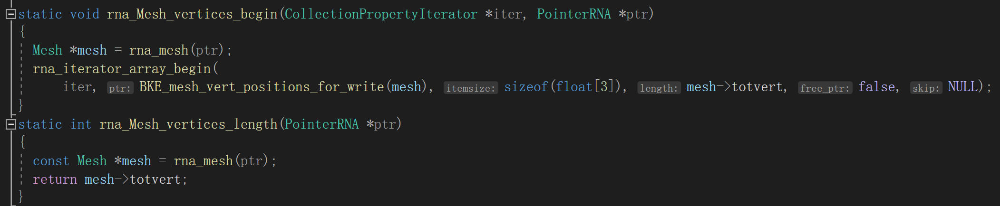 static void rna_Mesh_vertices_begin(CollectionPropertyIterator *iter, PointerRNA *ptr)
{
  Mesh *mesh = rna_mesh(ptr);
  rna_iterator_array_begin(
      iter, ptr: BKE_mesh_vert_positions_for_write(mesh), itemsize: sizeof(float[3]), length: mesh->totvert, free_ptr: false, skip: NULL);
}
static int rna_Mesh_vertices_length(PointerRNA *ptr)
{
  const Mesh *mesh = rna_mesh(ptr);
  return mesh->totvert;
}